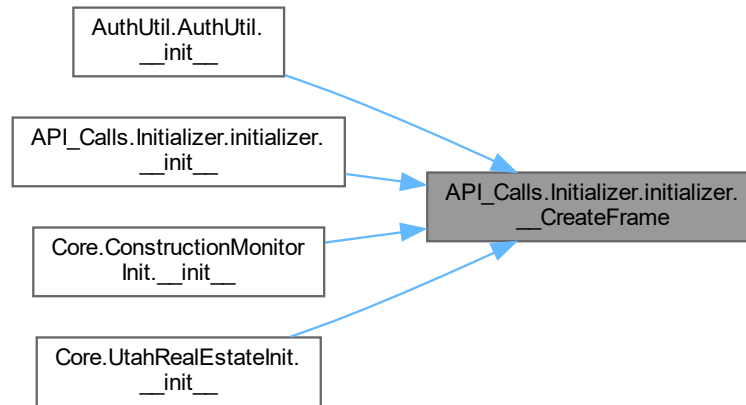 AuthUtil.AuthUtil.
__init__
API_Calls.Initializer.initializer.
__init__
API_Calls.Initializer.initializer.
__CreateFrame
Core.ConstructionMonitor
Init.__init__
Core.UtahRealEstateInit.
__init__